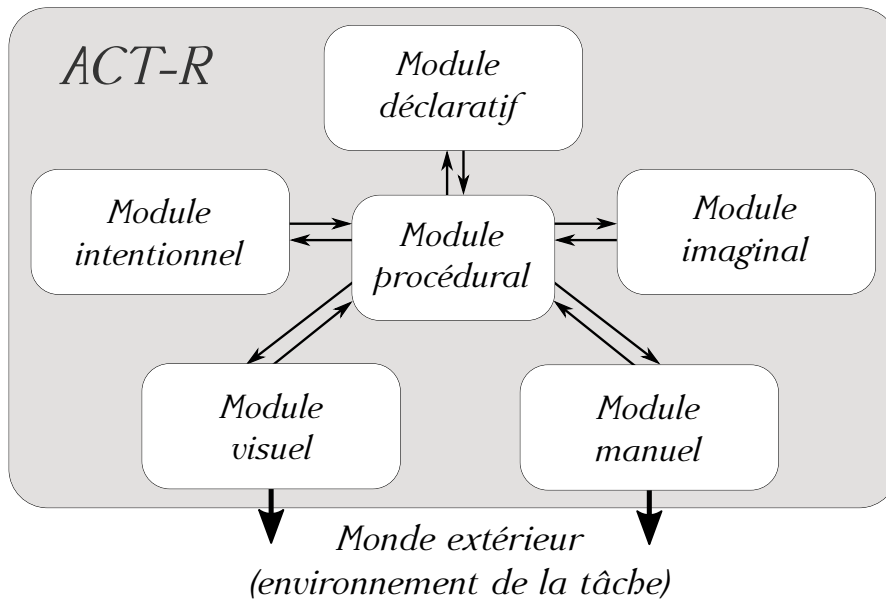 ACT-R
Module
déclaratif
Module
intentionnel
Module
procédural
Module
imaginal
Module
visuel
Module
manuel
Monde extérieur
(environnement de la tâche)